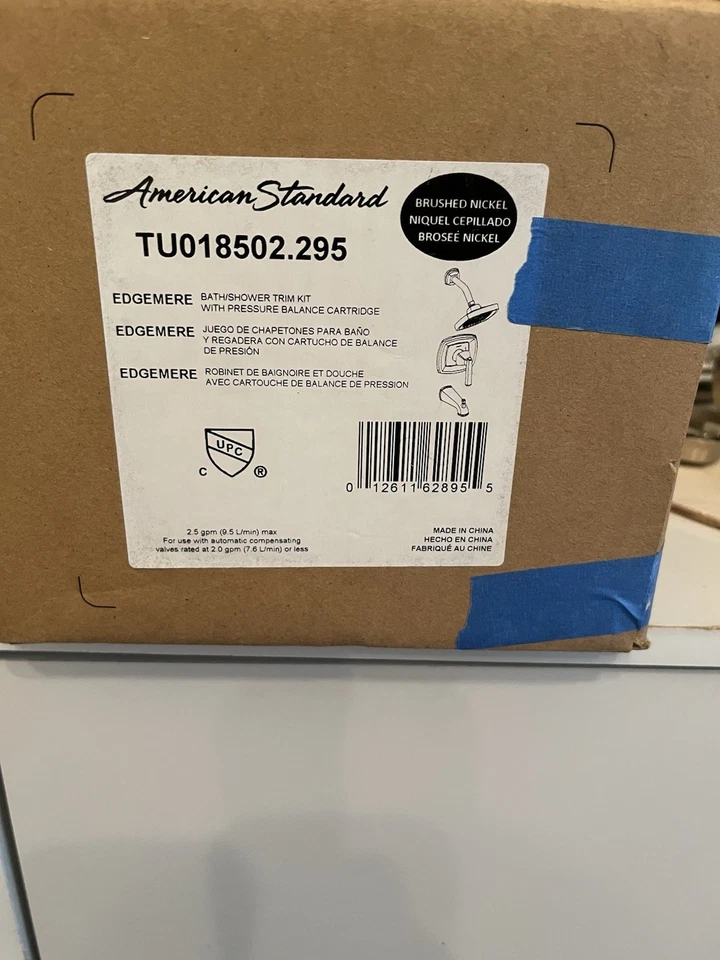 American Standard
BRUSHED NICKEL
NIQUEL CEPILLADO
BROSEÉ NICKEL
TU018502.295
EDGEMERE BATH/SHOWER TRIM KIT
WITH PRESSURE BALANCE CARTRIDGE
EDGEMERE JUEGO DE CHAPETONES PARA BAÑO
Y REGADERA CON CARTUCHO DE BALANCE
DE PRESIÓN
EDGEMERE ROBINET DE BAIGNOIRE ET DOUCHE
AVEC CARTOUCHE DE BALANCE DE PRESSION
UPC
C ®
0 12611 62895 5
2.5 gpm (9.5 L/min) max
For use with automatic compensating
valves rated at 2.0 gpm (7.6 L/min) or less
MADE IN CHINA
HECHO EN CHINA
FABRIQUÉ AU CHINE